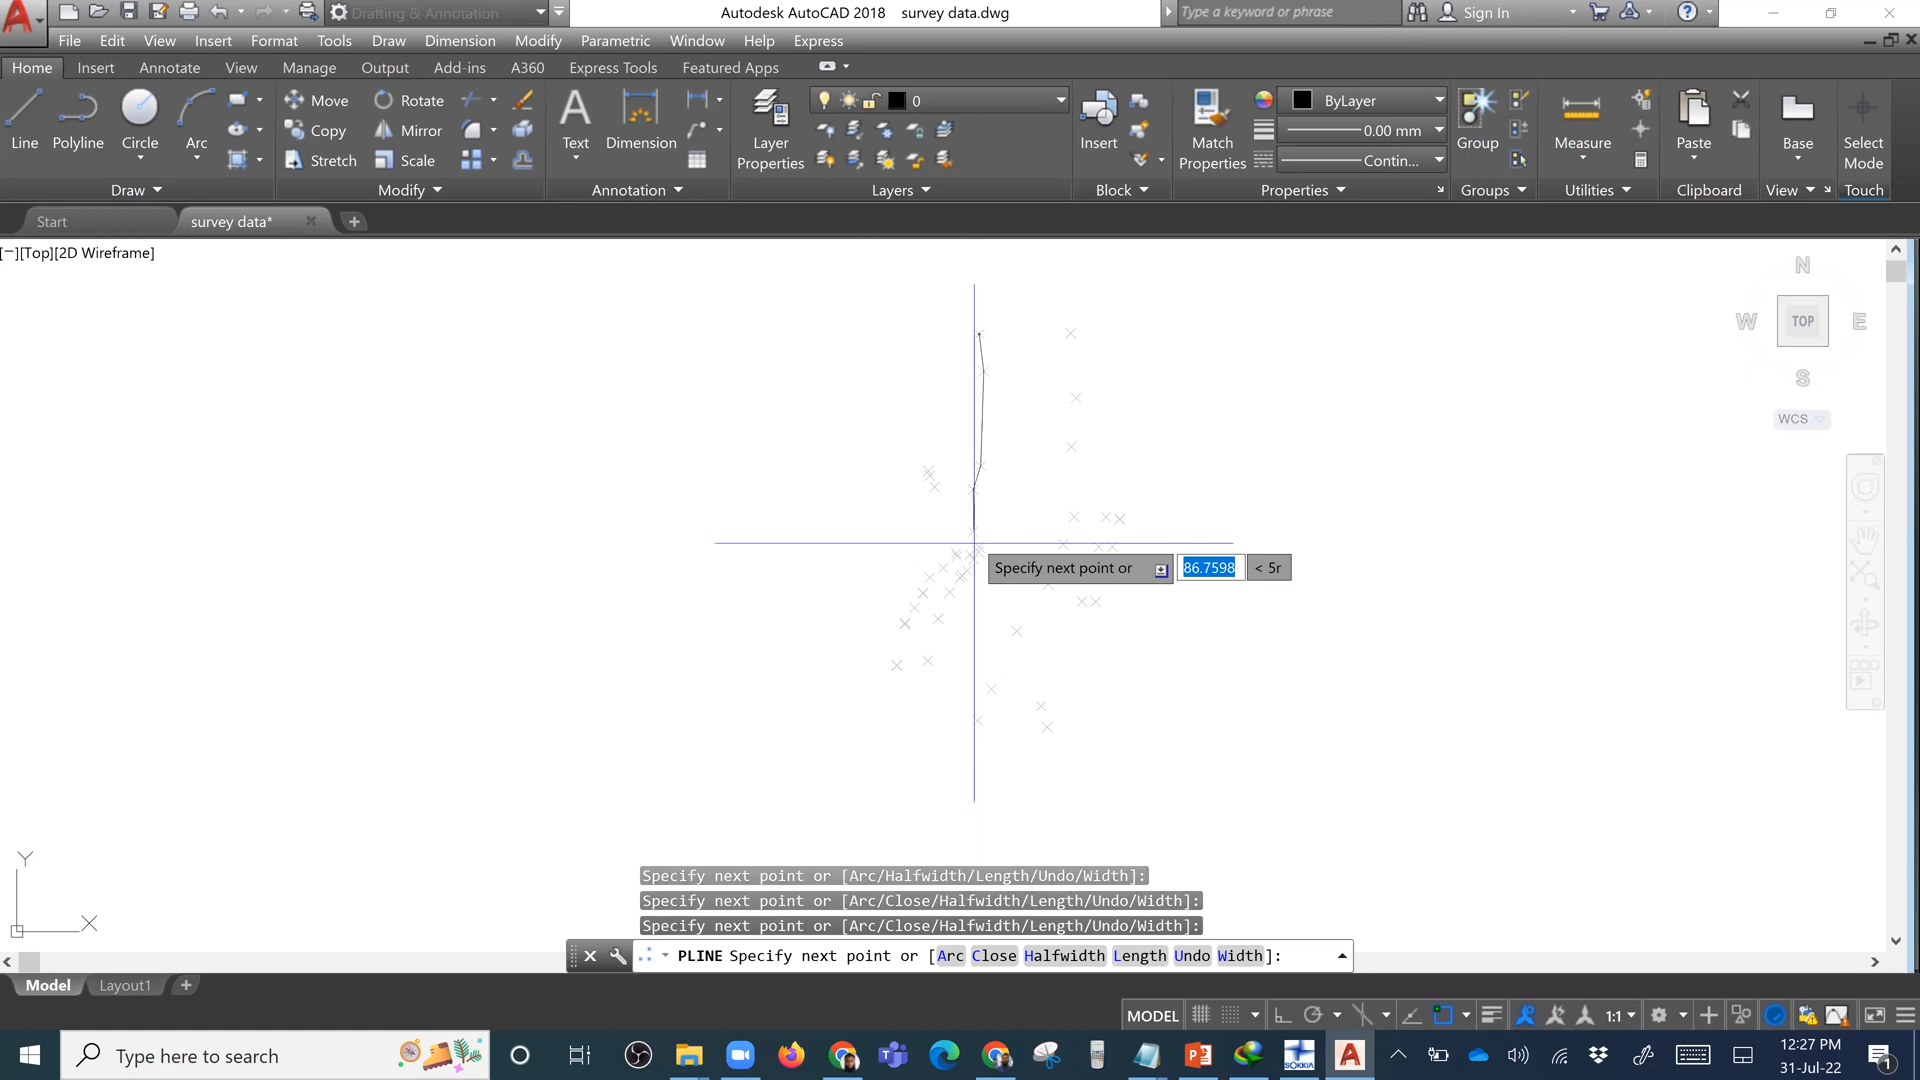 Drafting & Annotation
Autodesk AutoCAD 2018 survey data.dwg
Type a keyword or phrase
Sign In
File Edit View Insert Format Tools Draw Dimension Modify Parametric Window Help Express
Home Insert Annotate View Manage Output Add-ins A360 Express Tools Featured Apps
Line Polyline Circle Arc
Move Rotate
Copy Mirror
Stretch Scale
Text Dimension
Layer Properties
0
Insert
Match Properties
ByLayer
0.00 mm
Contin...
Group
Measure
Paste
Base
Select Mode
Draw Modify Annotation Layers Block Properties Groups Utilities Clipboard View Touch
Start survey data*
[−][Top][2D Wireframe]
N
W TOP E
S
WCS
Specify next point or 86.7598 < 5r
Y
X
Specify next point or [Arc/Halfwidth/Length/Undo/Width]:
Specify next point or [Arc/Close/Halfwidth/Length/Undo/Width]:
Specify next point or [Arc/Close/Halfwidth/Length/Undo/Width]:
PLINE Specify next point or [Arc Close Halfwidth Length Undo Width]:
Model Layout1
MODEL 1:1
Type here to search
SOKKIA
12:27 PM
31-Jul-22
1